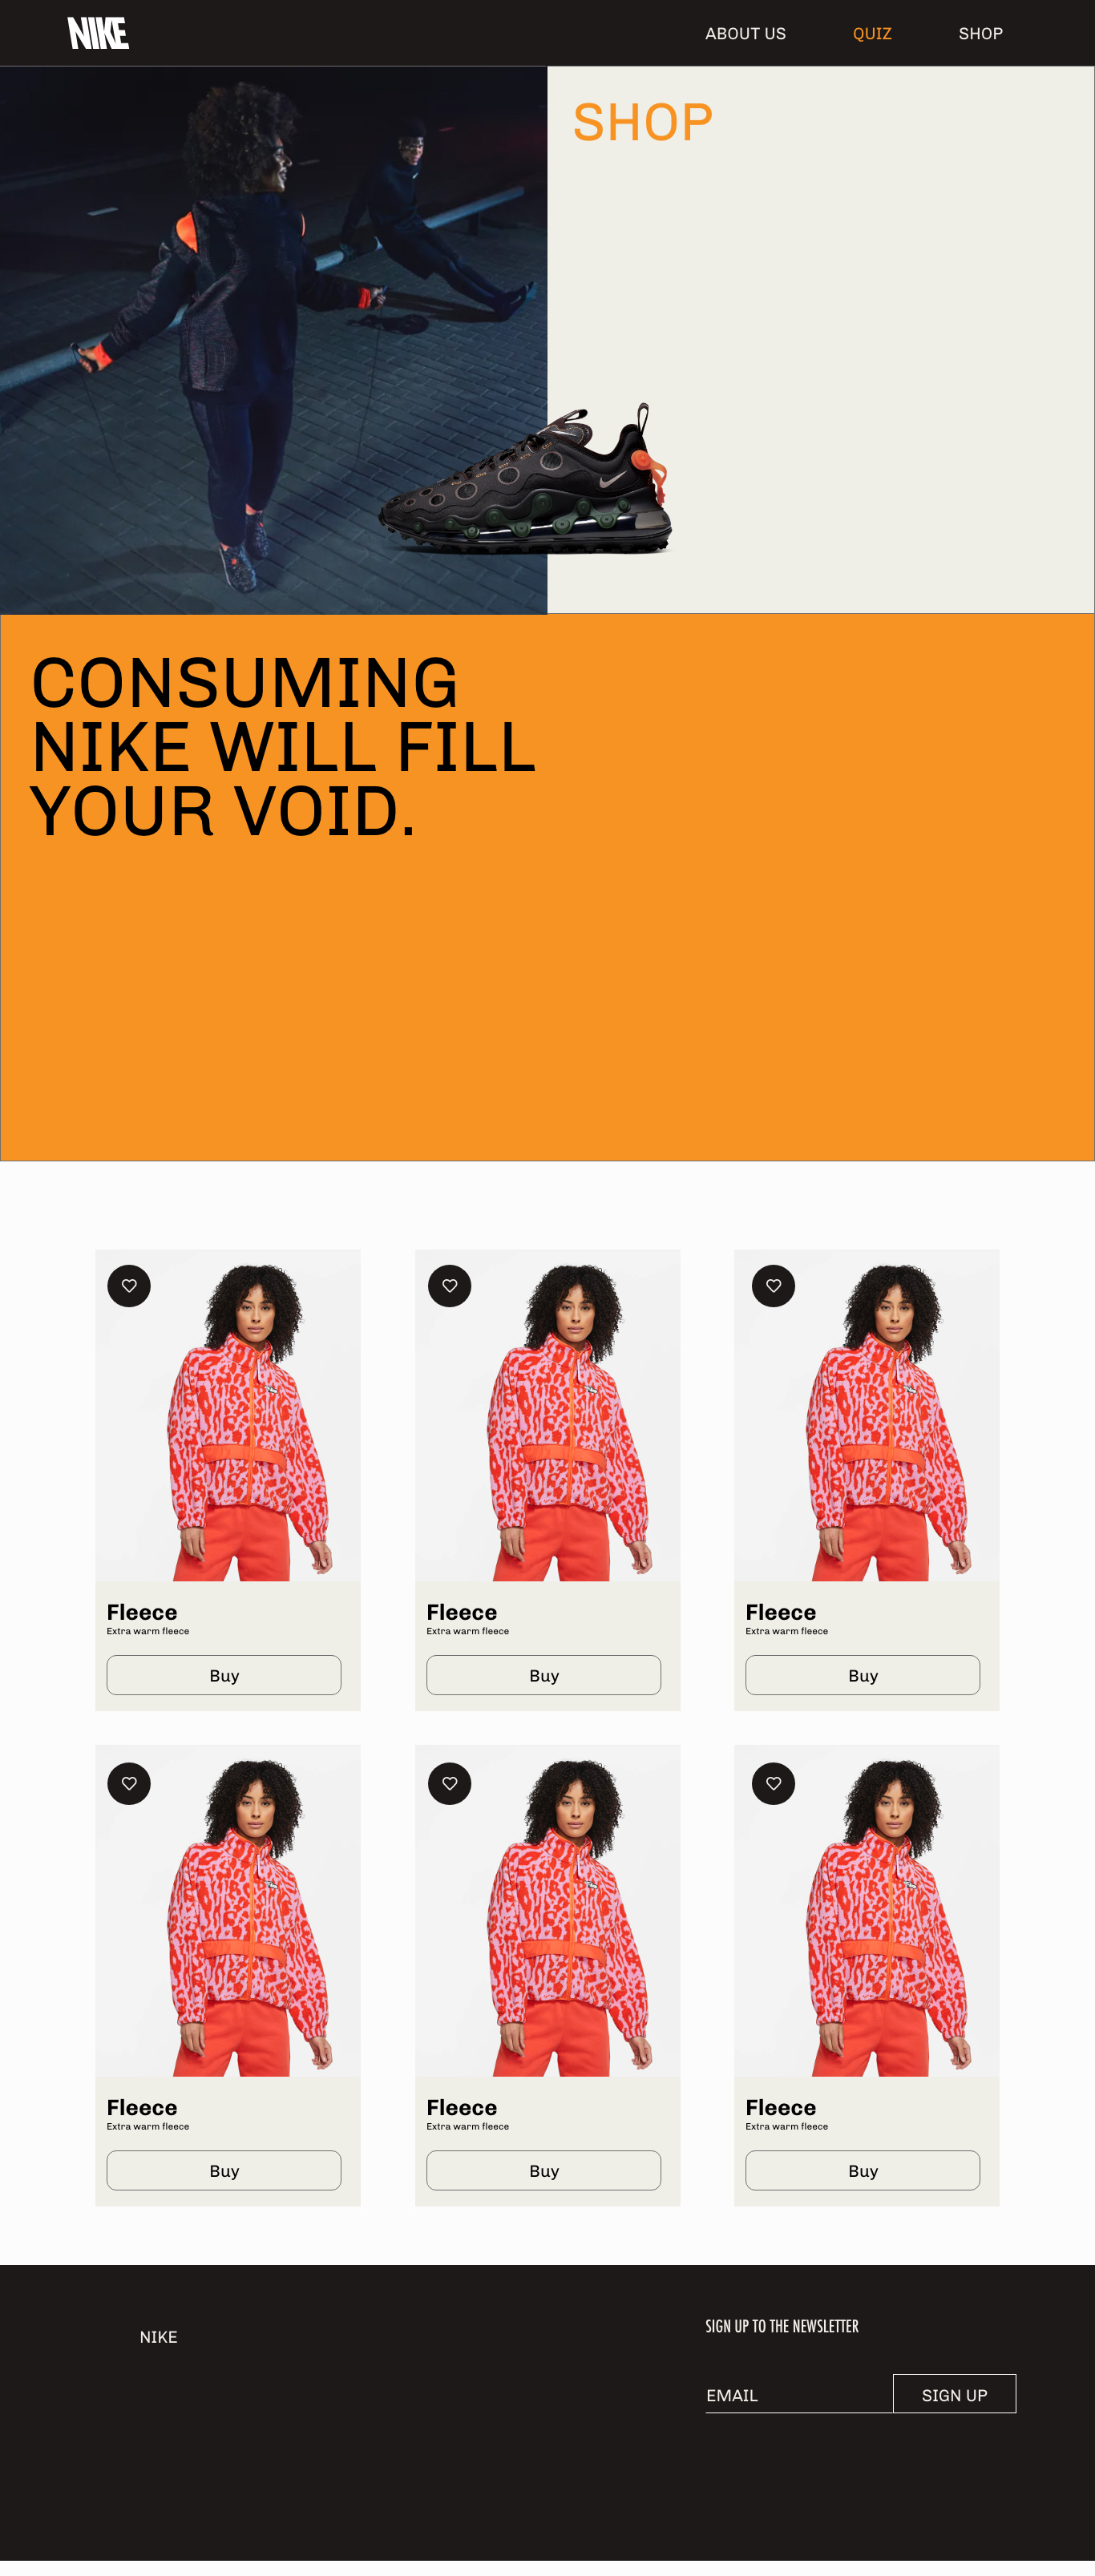 NIKE
ABOUT US
QUIZ
SHOP
SHOP
CONSUMING
NIKE WILL FILL
YOUR VOID.
Fleece
Extra warm fleece
Buy
Fleece
Extra warm fleece
Buy
Fleece
Extra warm fleece
Buy
Fleece
Extra warm fleece
Buy
Fleece
Extra warm fleece
Buy
Fleece
Extra warm fleece
Buy
NIKE
SIGN UP TO THE NEWSLETTER
EMAIL
SIGN UP